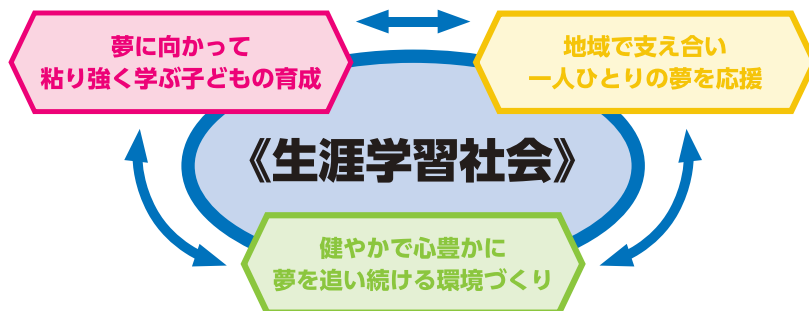 夢に向かって
粘り強く学ぶ子どもの育成
地域で支え合い
一人ひとりの夢を応援
《生涯学習社会》
健やかで心豊かに
夢を追い続ける環境づくり